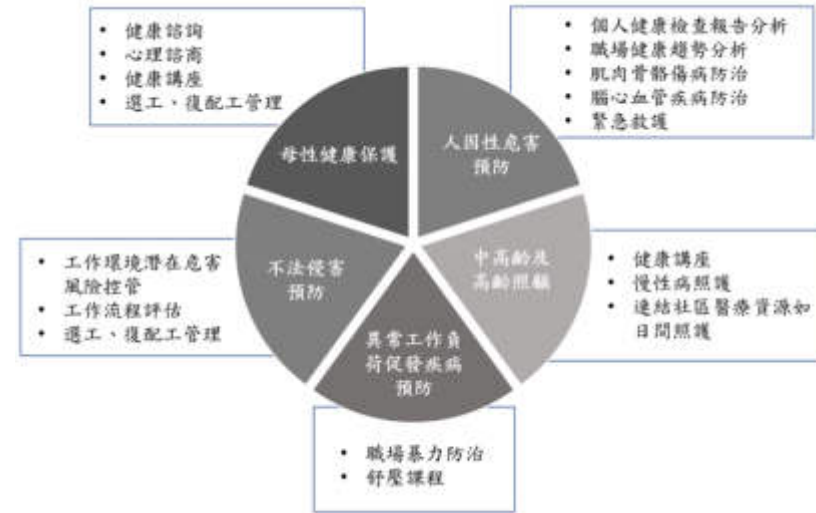 • 健康諮詢
• 心理諮商
• 健康講座
• 選工、復配工管理
• 個人健康檢查報告分析
• 職場健康趨勢分析
• 肌肉骨骼傷病防治
• 腦心血管疾病防治
• 緊急救護
母性健康保護
人因性危害
預防
不法侵害
預防
中高齡及
高齡照顧
異常工作負
荷促發疾病
預防
• 工作環境潛在危害
風險控管
• 工作流程評估
• 選工、復配工管理
• 健康講座
• 慢性病照護
• 連結社區醫療資源如
日間照護
• 職場暴力防治
• 舒壓課程